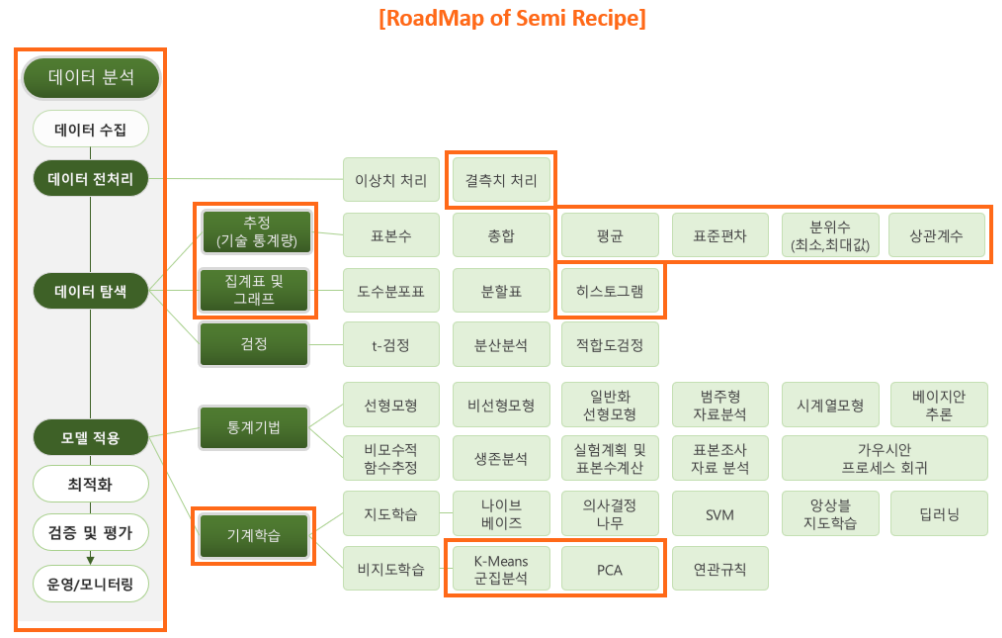 [RoadMap of Semi Recipe]
데이터 분석
데이터 수집
데이터 전처리
이상치 처리
결측치 처리
추정
(기술 통계량)
표본수
총합
평균
표준편차
분위수
(최소,최대값)
상관계수
데이터 탐색
집계표 및
그래프
도수분포표
분할표
히스토그램
검정
t-검정
분산분석
적합도검정
모델 적용
통계기법
선형모형
비선형모형
일반화
선형모형
범주형
자료분석
시계열모형
베이지안
추론
비모수적
함수추정
생존분석
실험계획 및
표본수계산
표본조사
자료 분석
가우시안
프로세스 회귀
최적화
검증 및 평가
운영/모니터링
기계학습
지도학습
나이브
베이즈
의사결정
나무
SVM
앙상블
지도학습
딥러닝
비지도학습
K-Means
군집분석
PCA
연관규칙